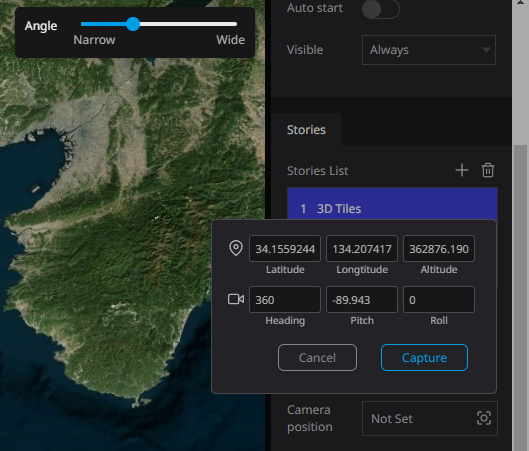 Angle
Narrow
Wide
Auto start
Visible
Always
Stories
Stories List
1 3D Tiles
34.1559244
134.207417
362876.190
Latitude
Longtitude
Altitude
360
-89.943
0
Heading
Pitch
Roll
Cancel
Capture
Camera
position
Not Set